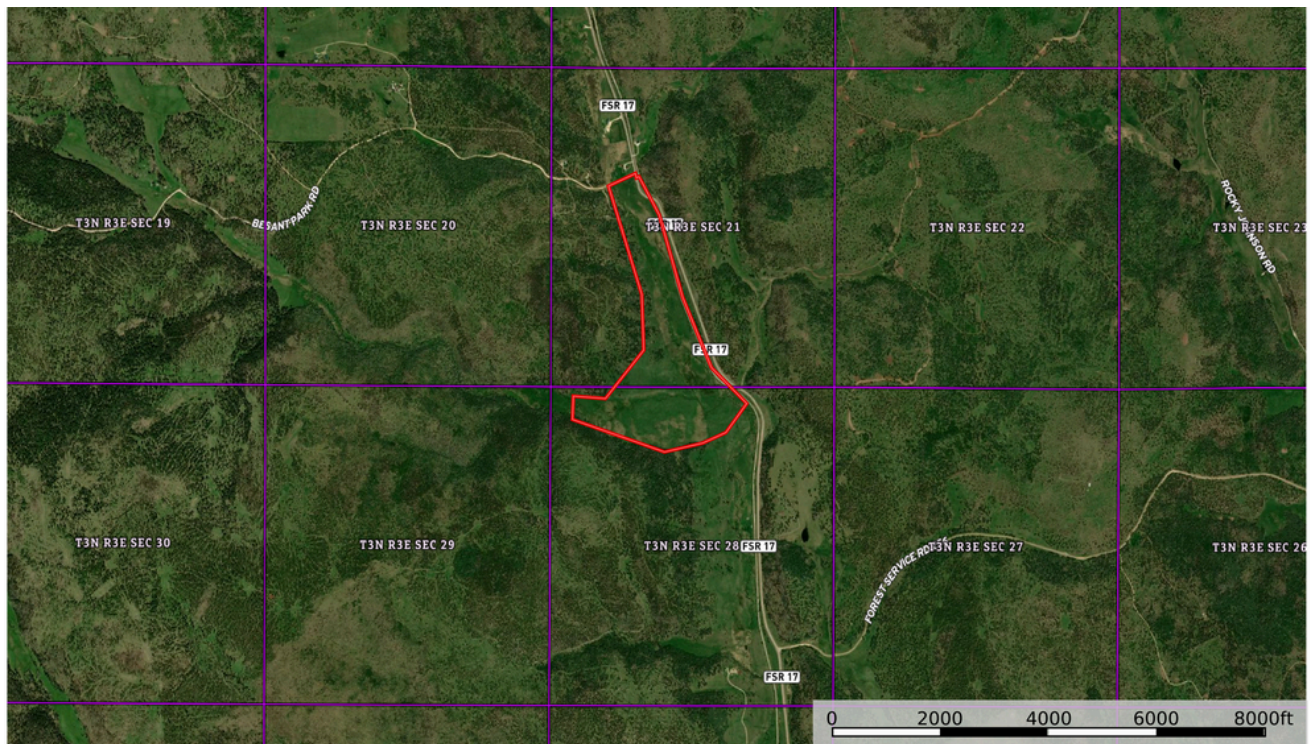 FSR 17
T3N R3E SEC 19
BESANT PARK RD
T3N R3E SEC 20
T3N R3E SEC 21
T3N R3E SEC 22
ROCKY JOHNSON RD
T3N R3E SEC 23
FSR 17
T3N R3E SEC 30
T3N R3E SEC 29
T3N R3E SEC 28
FSR 17
FOREST SERVICE RD
T3N R3E SEC 27
T3N R3E SEC 26
FSR 17
0 2000 4000 6000 8000ft